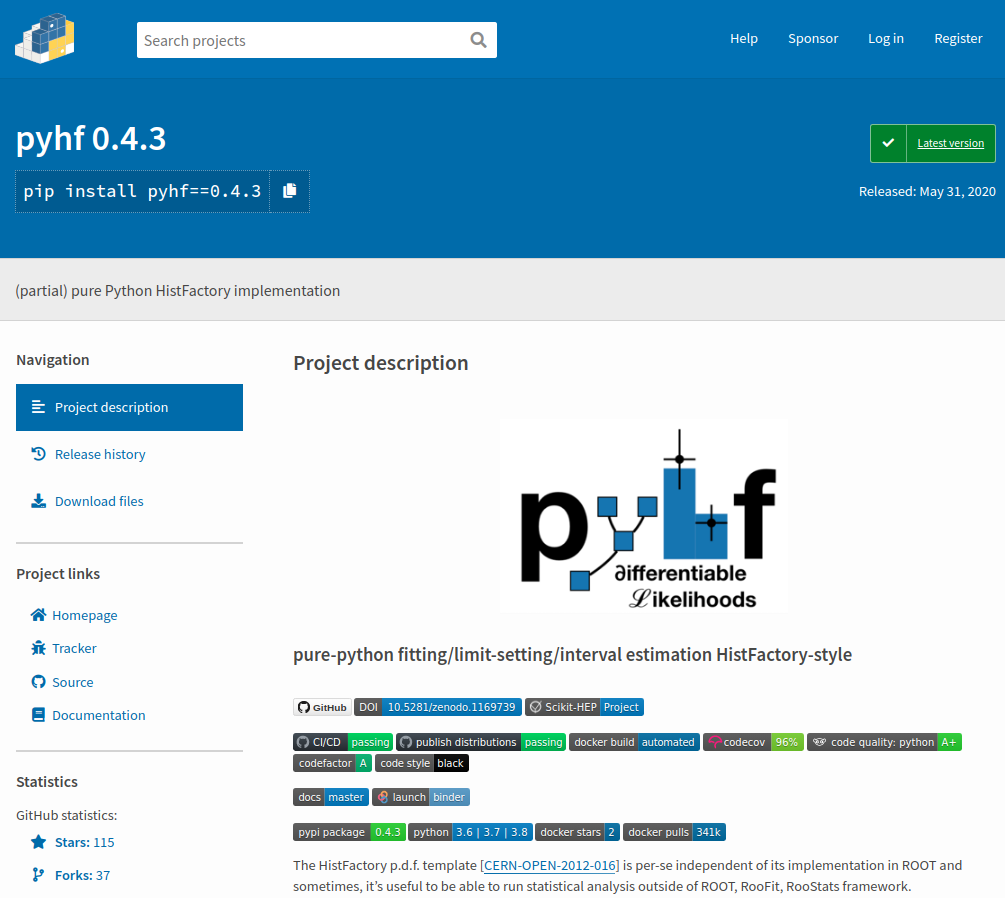 Search projects
Help
Sponsor
Log in
Register
pyhf 0.4.3
Latest version
pip install pyhf==0.4.3
Released: May 31, 2020
(partial) pure Python HistFactory implementation
Navigation
Project description
Release history
Download files
Project links
Homepage
Tracker
Source
Documentation
Statistics
GitHub statistics:
Stars: 115
Forks: 37
Project description
pyhf
∂ifferentiable
ℒikelihoods
pure-python fitting/limit-setting/interval estimation HistFactory-style
GitHub DOI 10.5281/zenodo.1169739 Scikit-HEP Project
CI/CD passing publish distributions passing docker build automated codecov 96% code quality: python A+
codefactor A code style black
docs master launch binder
pypi package 0.4.3 python 3.6 | 3.7 | 3.8 docker stars 2 docker pulls 341k
The HistFactory p.d.f. template [CERN-OPEN-2012-016] is per-se independent of its implementation in ROOT and
sometimes, it’s useful to be able to run statistical analysis outside of ROOT, RooFit, RooStats framework.